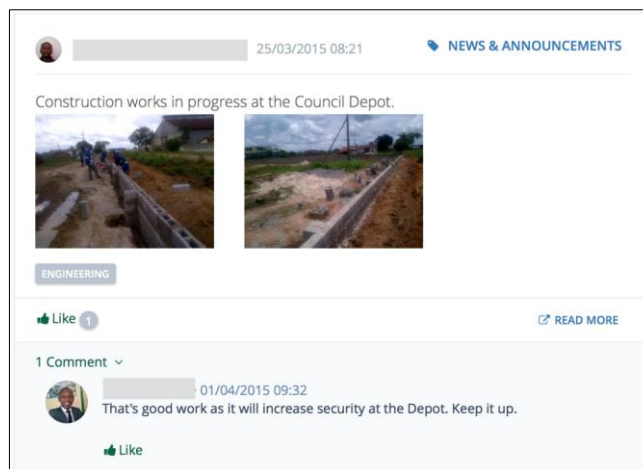 25/03/2015 08:21 NEWS & ANNOUNCEMENTS
Construction works in progress at the Council Depot.
ENGINEERING
Like 1
READ MORE
1 Comment
01/04/2015 09:32
That's good work as it will increase security at the Depot. Keep it up.
Like